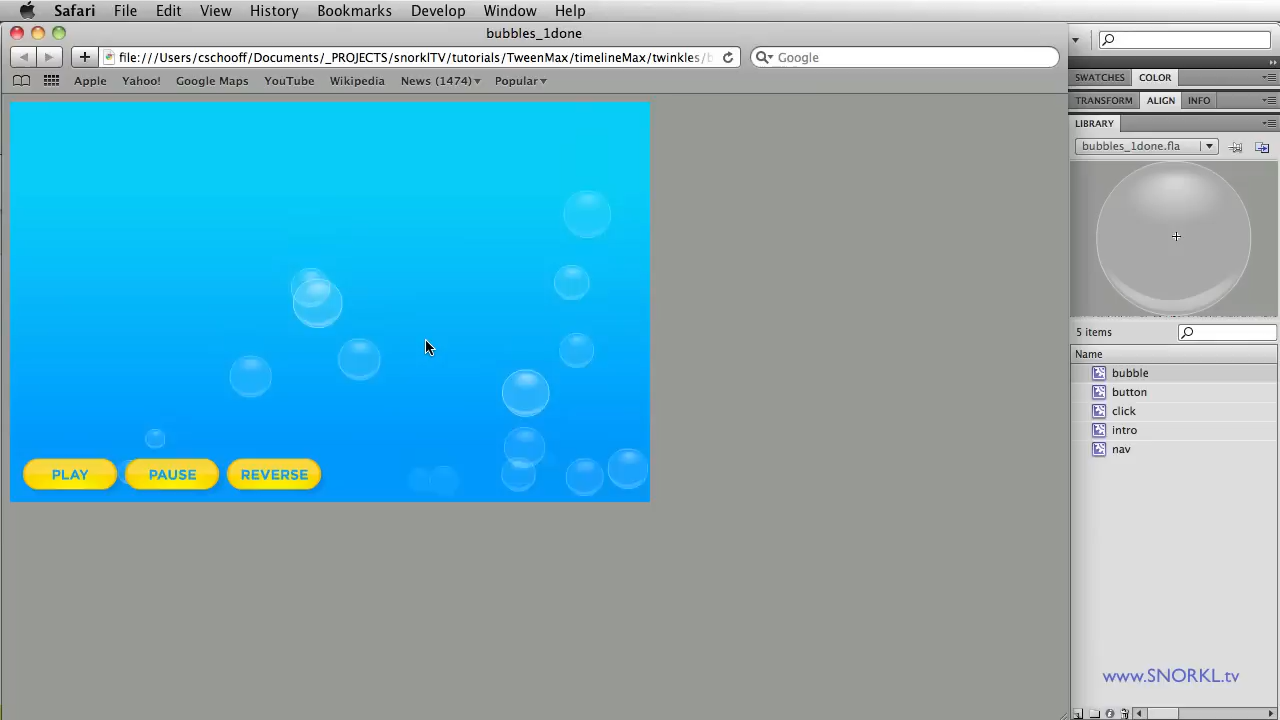 Safari File Edit View History Bookmarks Develop Window Help
bubbles_1done
file:///Users/cschooff/Documents/_PROJECTS/snorklTV/tutorials/TweenMax/timelineMax/twinkles/b
Google
Apple Yahoo! Google Maps YouTube Wikipedia News (1474) Popular
SWATCHES COLOR
TRANSFORM ALIGN INFO
LIBRARY
bubbles_1done.fla
5 items
Name
bubble
button
click
intro
nav
PLAY PAUSE REVERSE
www.SNORKL.tv